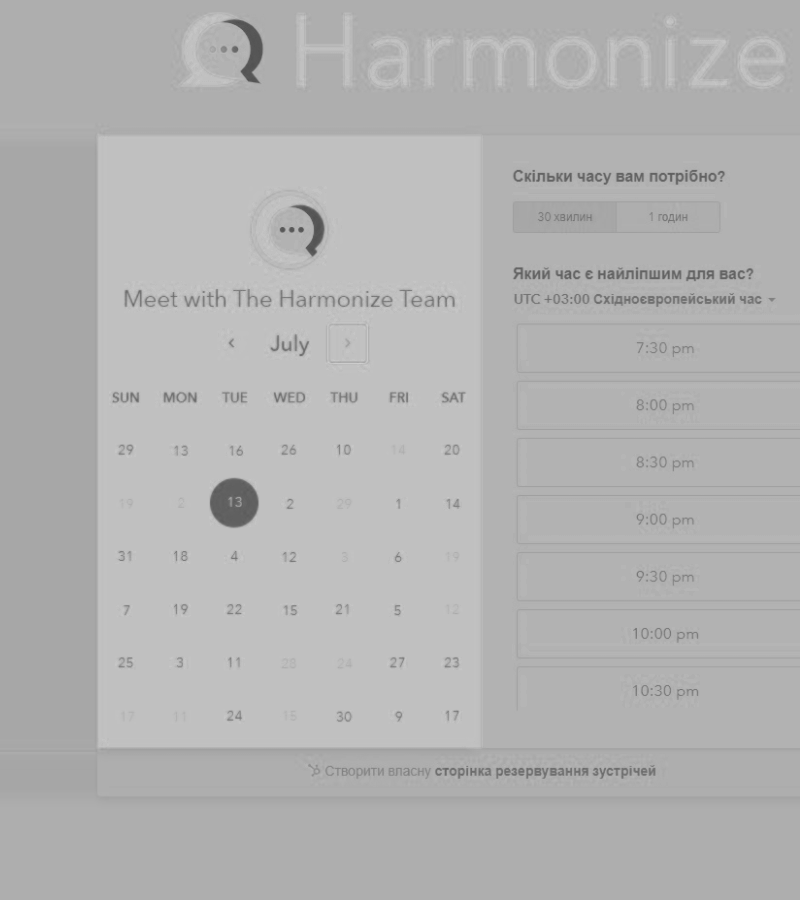 Harmonize
Meet with The Harmonize Team
July
SUN MON TUE WED THU FRI SAT
29 13 16 26 10 14 20
19 2 13 2 29 1 14
31 18 4 12 3 6 19
7 19 22 15 21 5 12
25 3 11 28 24 27 23
17 11 24 15 30 9 17
Скільки часу вам потрібно?
30 хвилин 1 годин
Який час є найліпшим для вас?
UTC +03:00 Східноєвропейський час
7:30 pm
8:00 pm
8:30 pm
9:00 pm
9:30 pm
10:00 pm
10:30 pm
Створити власну сторінка резервування зустрічей